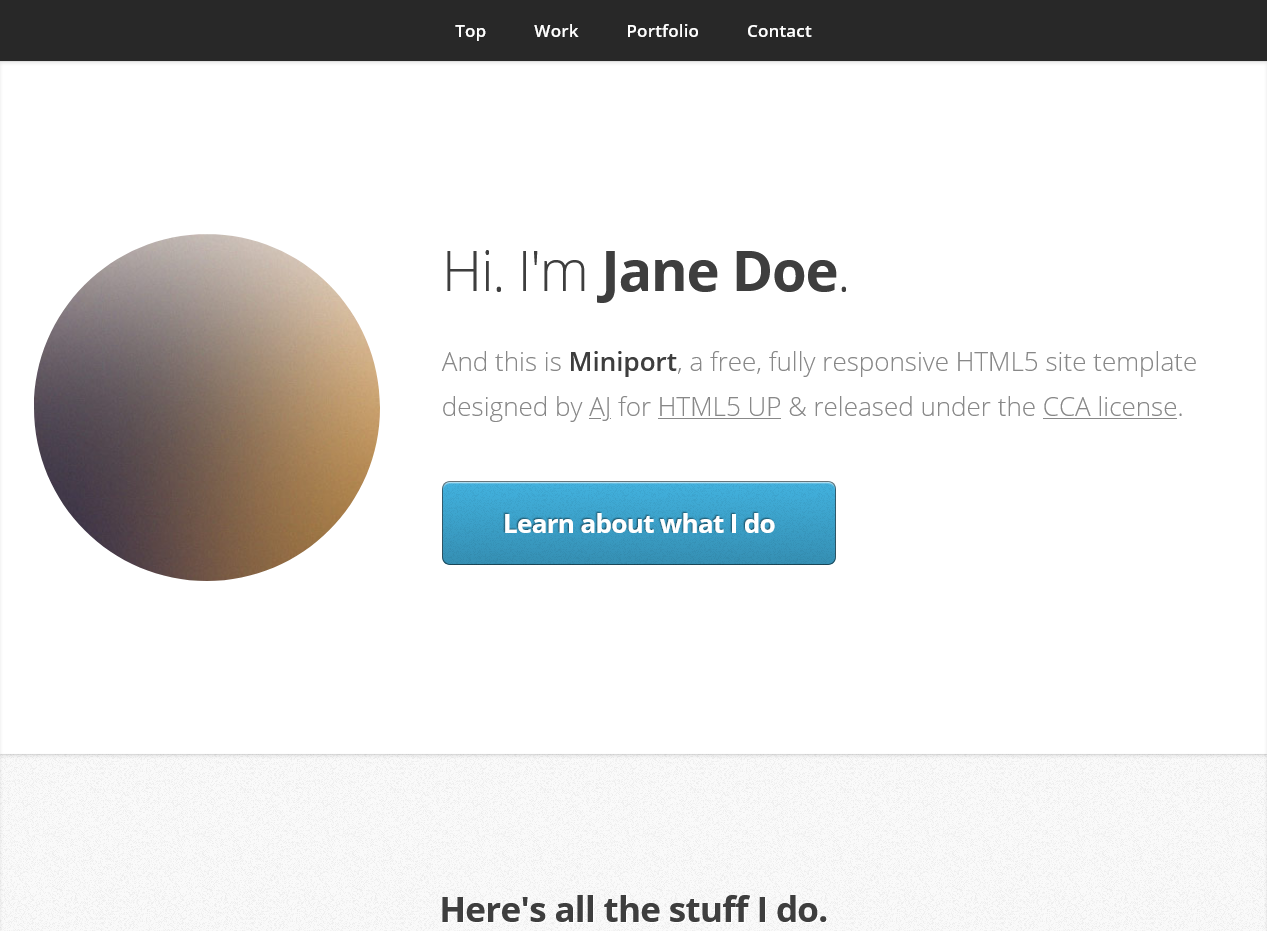 Top Work Portfolio Contact
Hi. I'm Jane Doe.
And this is Miniport, a free, fully responsive HTML5 site template
designed by AJ for HTML5 UP & released under the CCA license.
Learn about what I do
Here's all the stuff I do.